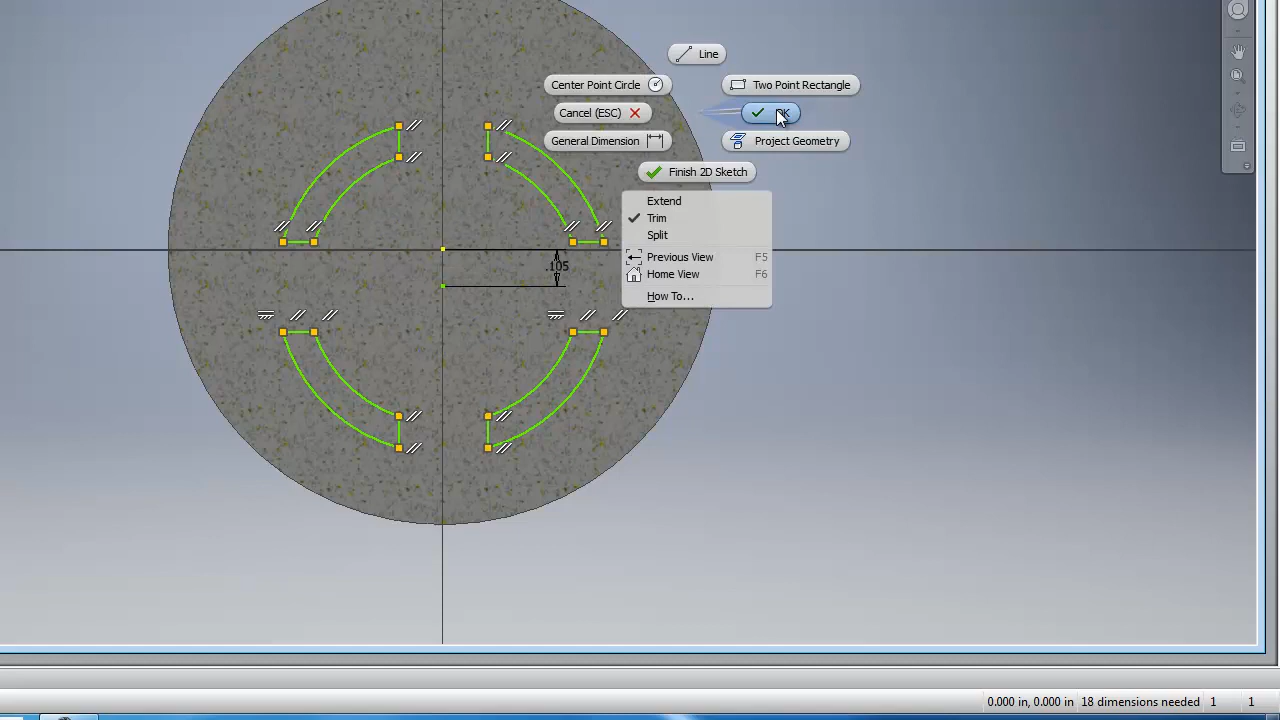 Line
Center Point Circle
Two Point Rectangle
Cancel (ESC)
OK
General Dimension
Project Geometry
Finish 2D Sketch
Extend
Trim
Split
Previous View F5
Home View F6
How To...
.105
0.000 in, 0.000 in 18 dimensions needed 1 1